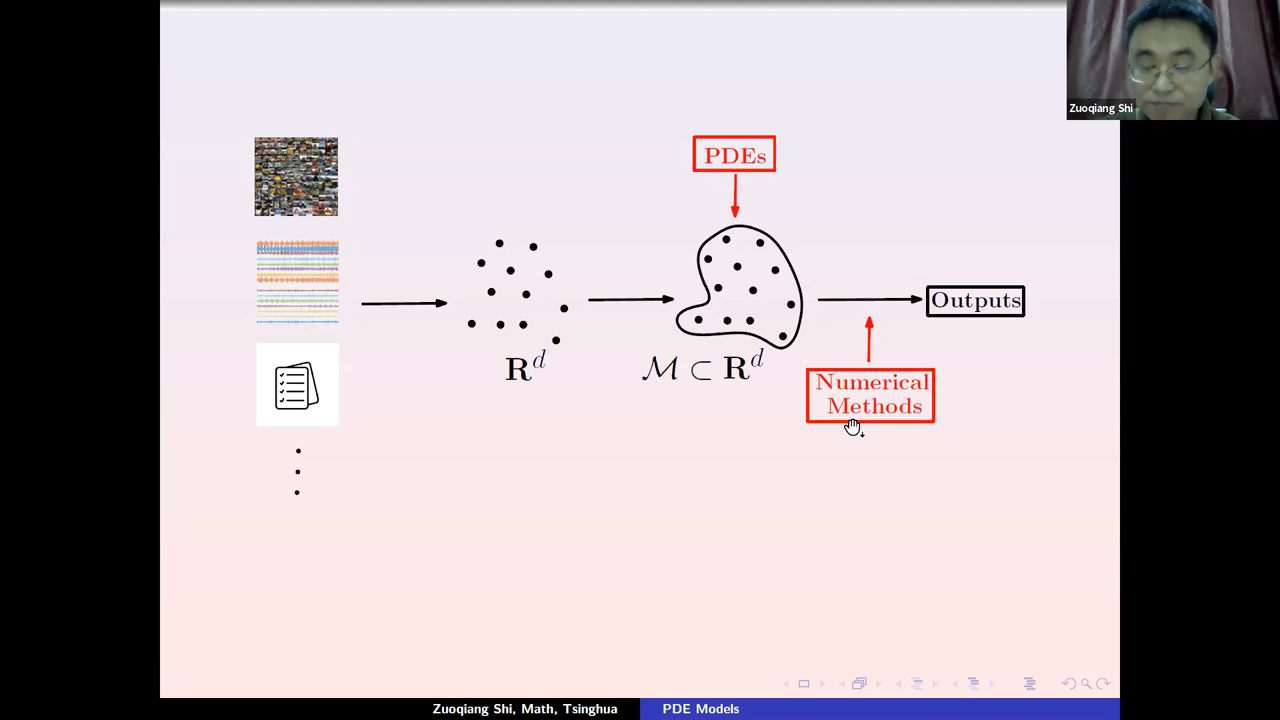 Zuoqiang Shi
PDEs
Outputs
R^d
M ⊂ R^d
Numerical
Methods
Zuoqiang Shi, Math, Tsinghua
PDE Models